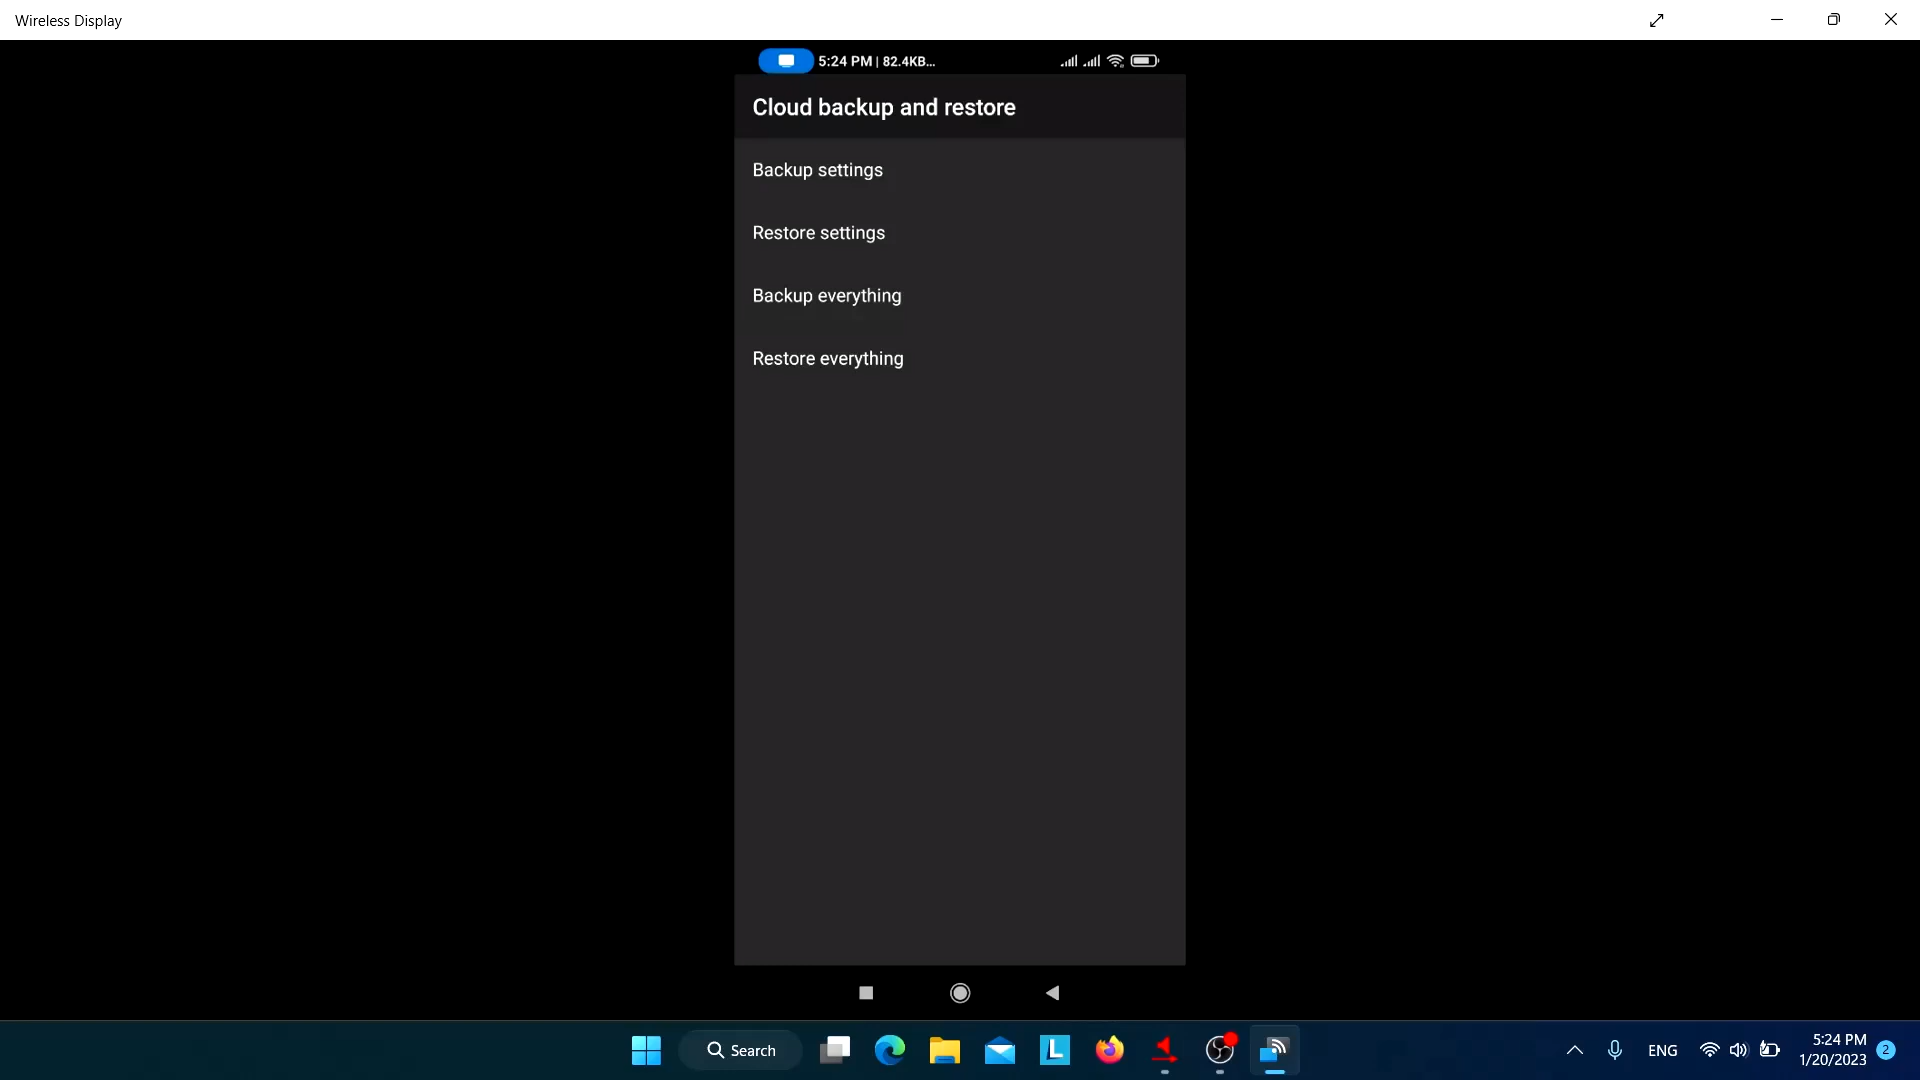 Wireless Display
5:24 PM | 82.4KB...
Cloud backup and restore
Backup settings
Restore settings
Backup everything
Restore everything
Search
L
ENG
5:24 PM
1/20/2023
2